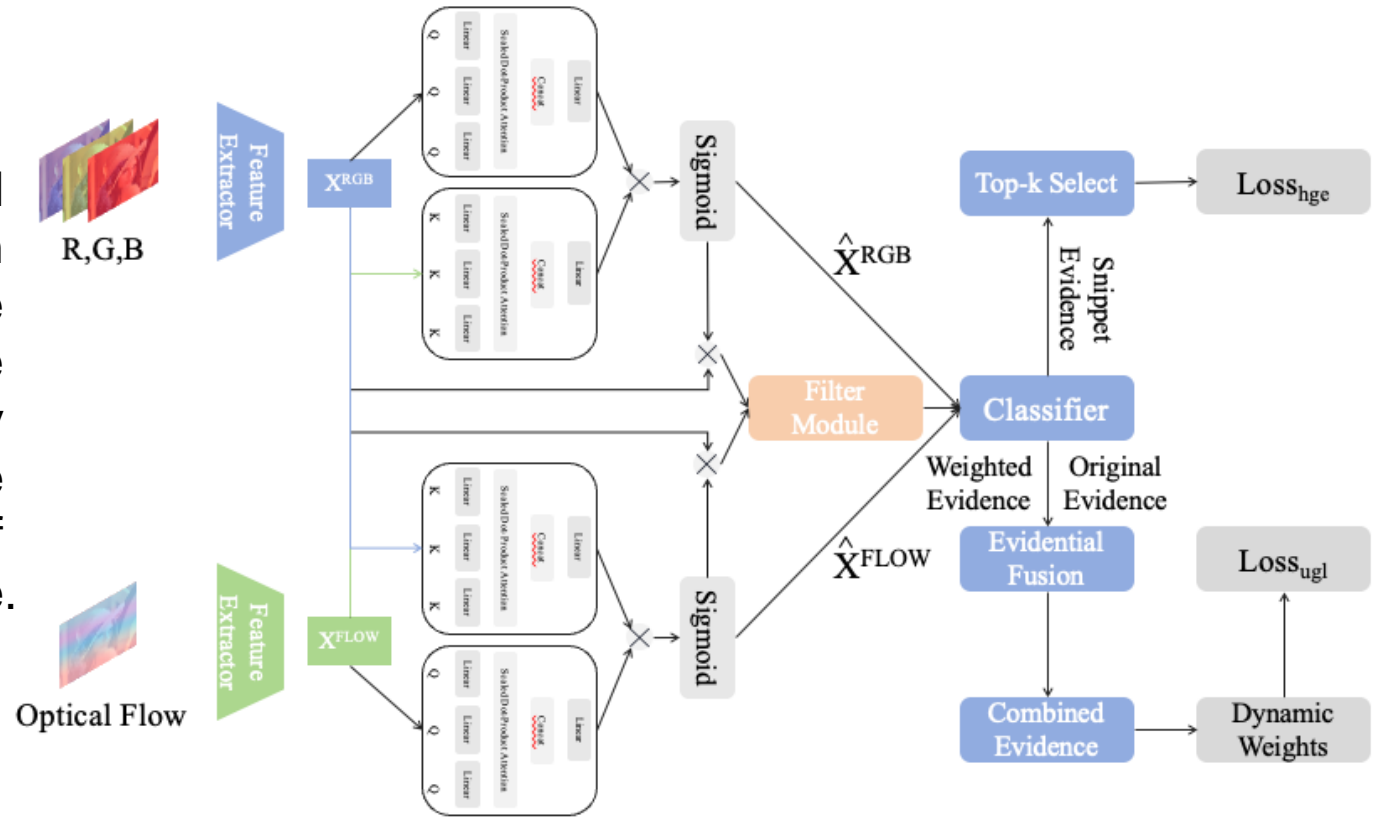 R,G,B
Feature
Extractor
X^RGB
Q
Q
Q
Linear
Linear
Linear
Scaled Dot-Product Attention
Concat
Linear
K
K
K
Linear
Linear
Linear
Scaled Dot-Product Attention
Concat
Linear
Sigmoid
X̂^RGB
Top-k Select
Loss_hge
Snippet
Evidence
Filter
Module
Classifier
Weighted
Evidence
Original
Evidence
Optical Flow
Feature
Extractor
X^FLOW
K
K
K
Linear
Linear
Linear
Scaled Dot-Product Attention
Concat
Linear
Q
Q
Q
Linear
Linear
Linear
Scaled Dot-Product Attention
Concat
Linear
Sigmoid
X̂^FLOW
Evidential
Fusion
Loss_ugl
Combined
Evidence
Dynamic
Weights